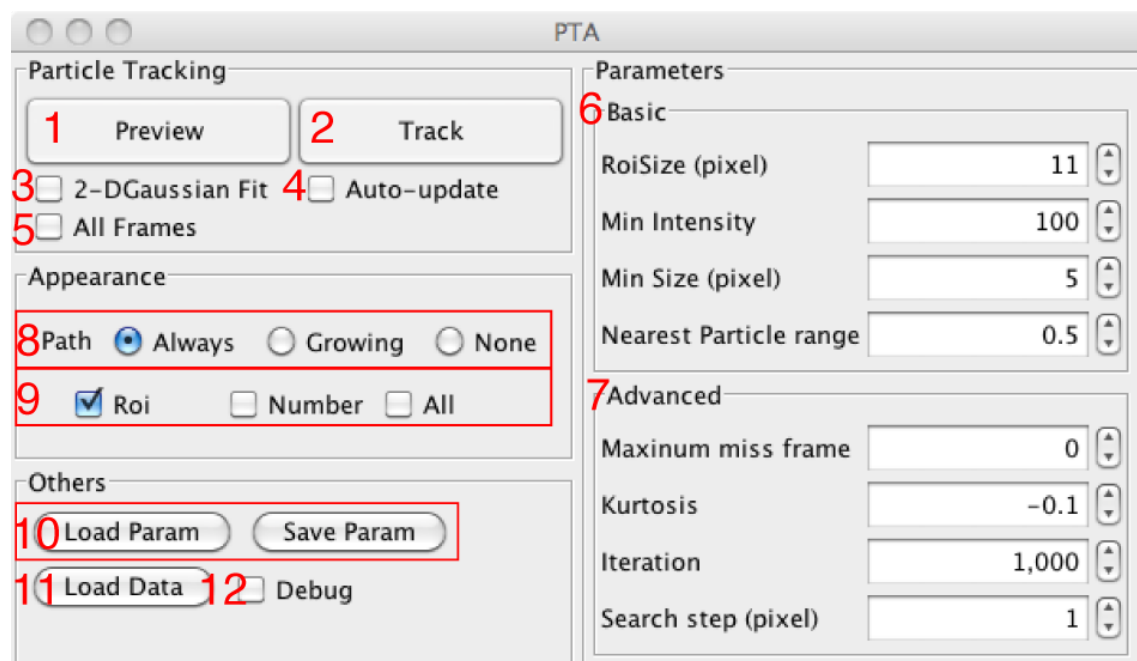 PTA
Particle Tracking
1 Preview 2 Track
3 2-DGaussian Fit 4 Auto-update
5 All Frames
Appearance
8 Path Always Growing None
9 Roi Number All
Others
10 Load Param Save Param
11 Load Data 12 Debug
Parameters
6 Basic
RoiSize (pixel) 11
Min Intensity 100
Min Size (pixel) 5
Nearest Particle range 0.5
7 Advanced
Maxinum miss frame 0
Kurtosis -0.1
Iteration 1,000
Search step (pixel) 1